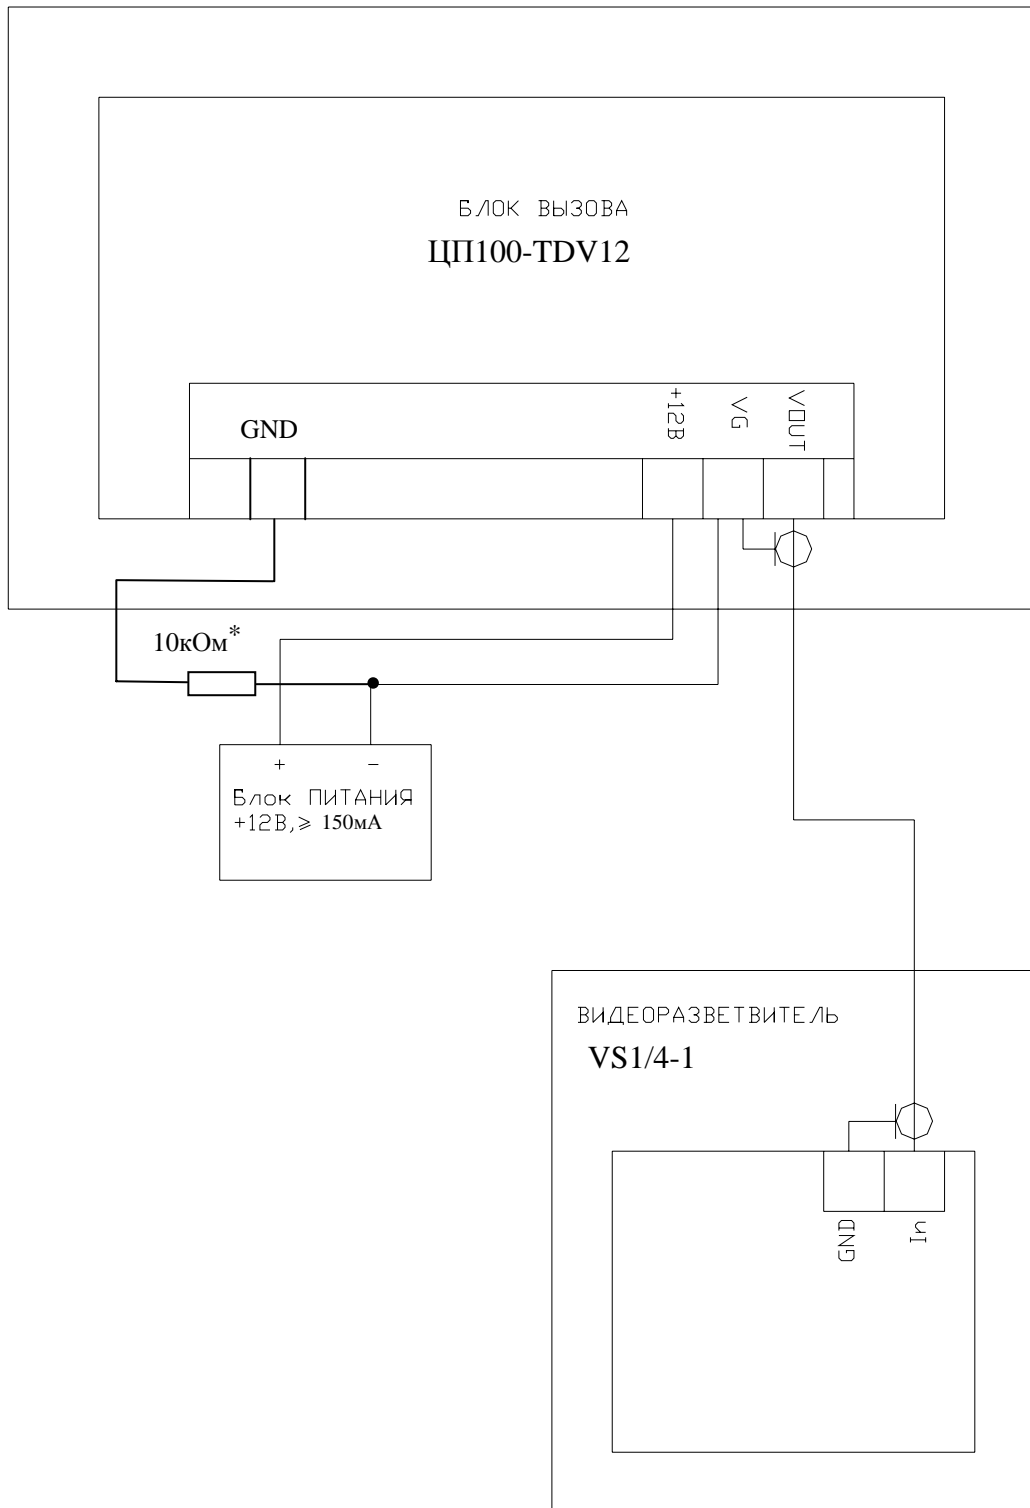 БЛОК ВЫЗОВА
ЦП100-TDV12
GND
+12В
VG
VOUT
10кОм*
+ −
Блок ПИТАНИЯ
+12В,≥ 150мА
ВИДЕОРАЗВЕТВИТЕЛЬ
VS1/4-1
GND
In